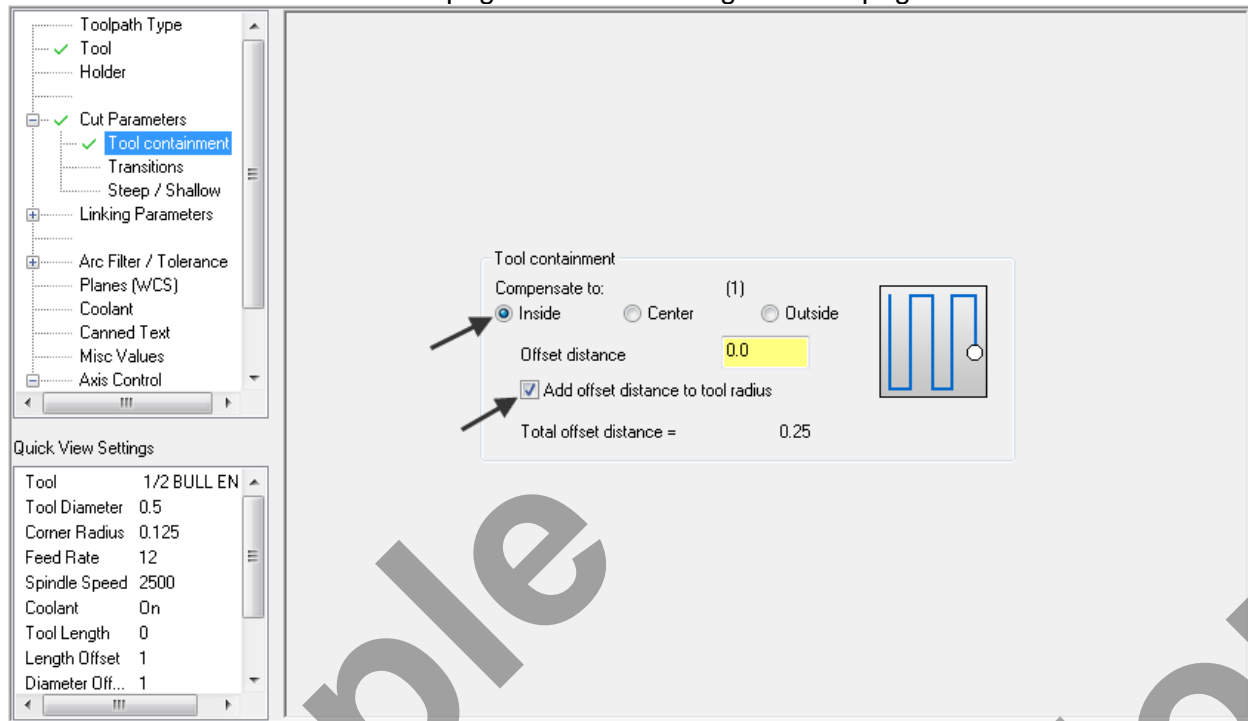 Toolpath Type
Tool
Holder
Cut Parameters
Tool containment
Transitions
Steep / Shallow
Linking Parameters
Arc Filter / Tolerance
Planes (WCS)
Coolant
Canned Text
Misc Values
Axis Control
Quick View Settings
Tool 1/2 BULL EN
Tool Diameter 0.5
Corner Radius 0.125
Feed Rate 12
Spindle Speed 2500
Coolant On
Tool Length 0
Length Offset 1
Diameter Off... 1
Tool containment
Compensate to: (1)
Inside Center Outside
Offset distance 0.0
Add offset distance to tool radius
Total offset distance = 0.25
ple